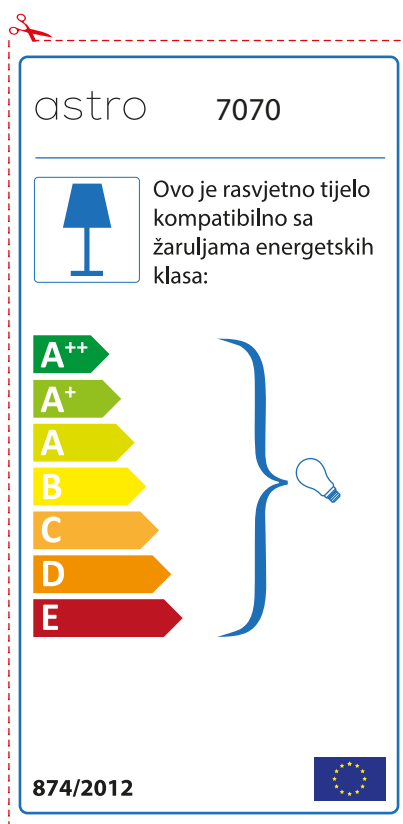 astro 7070
Ovo je rasvjetno tijelo
kompatibilno sa
žaruljama energetskih
klasa:
A++
A+
A
B
C
D
E
874/2012